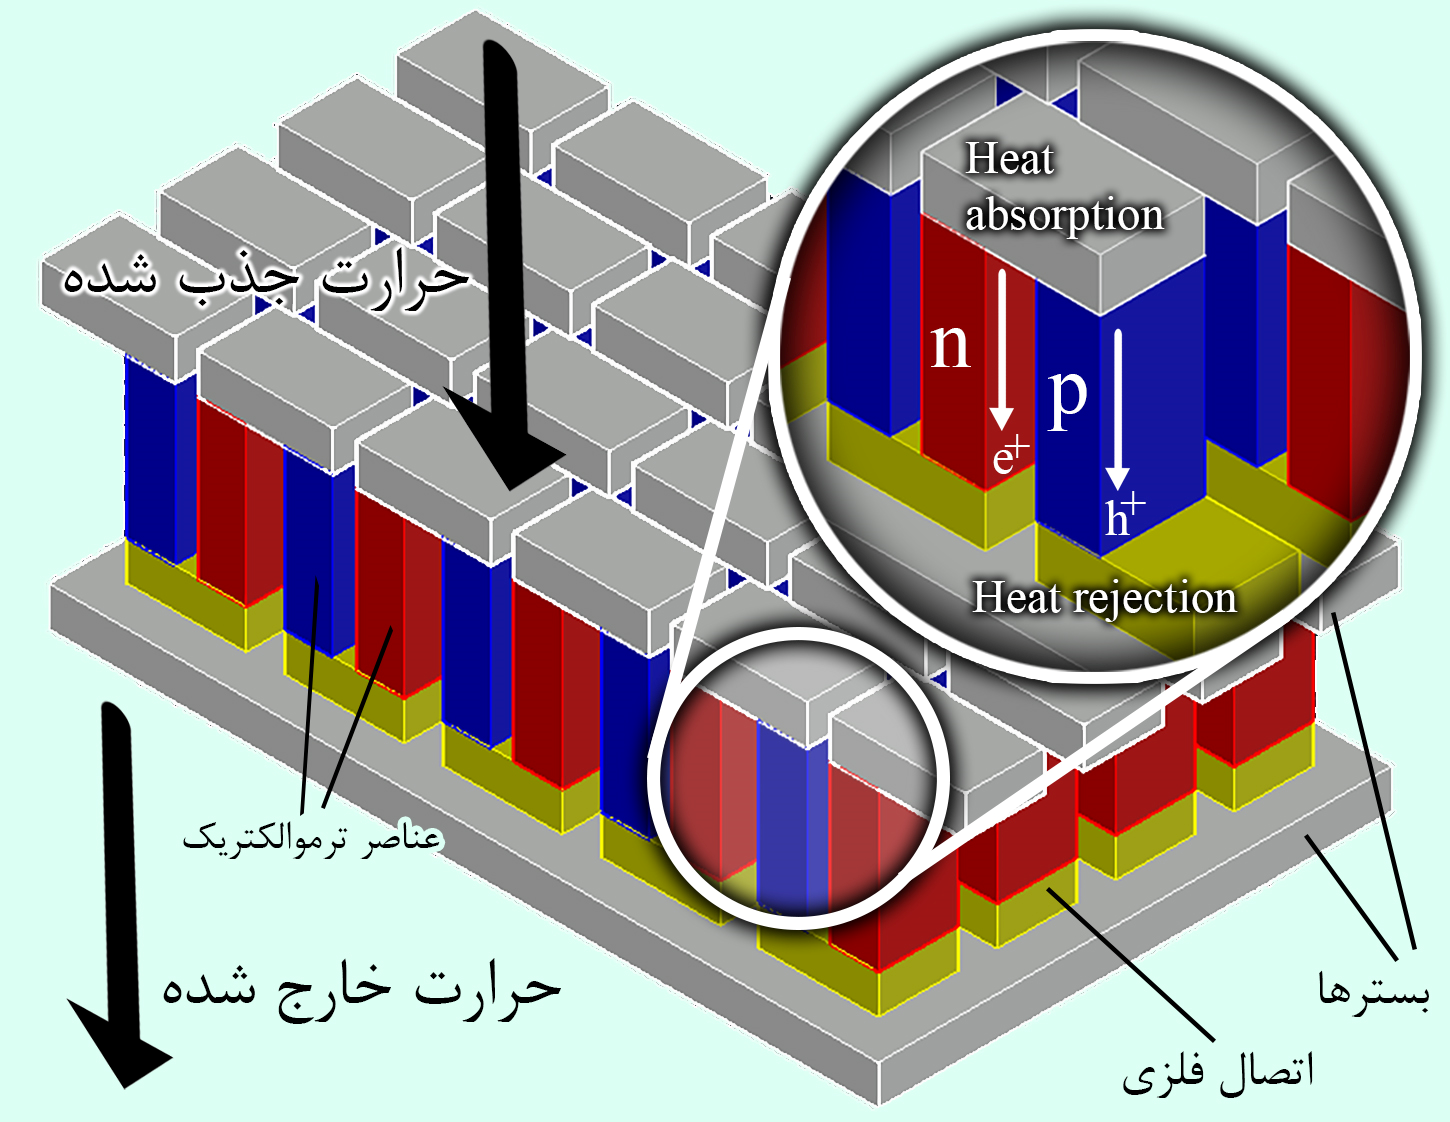 Heat
absorption
حرارت جذب شده
n
p
e+
h+
Heat rejection
عناصر ترموالکتریک
حرارت خارج شده
بسترها
اتصال فلزی